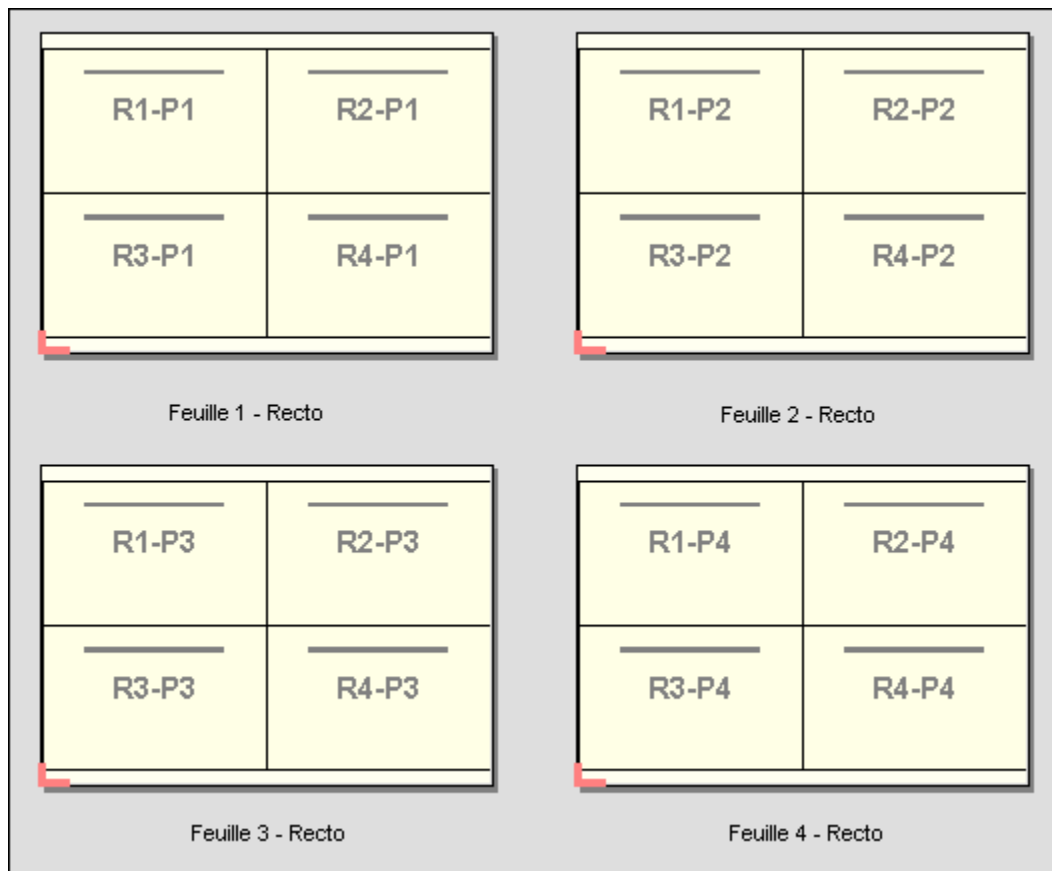 R1-P1 R2-P1
R3-P1 R4-P1
Feuille 1 - Recto
R1-P2 R2-P2
R3-P2 R4-P2
Feuille 2 - Recto
R1-P3 R2-P3
R3-P3 R4-P3
Feuille 3 - Recto
R1-P4 R2-P4
R3-P4 R4-P4
Feuille 4 - Recto